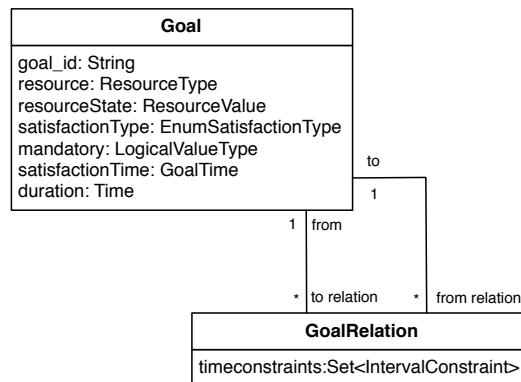 Goal
goal_id: String
resource: ResourceType
resourceState: ResourceValue
satisfactionType: EnumSatisfactionType
mandatory: LogicalValueType
satisfactionTime: GoalTime
duration: Time
to
1
1 from
* to relation
* from relation
GoalRelation
timeconstraints:Set<IntervalConstraint>